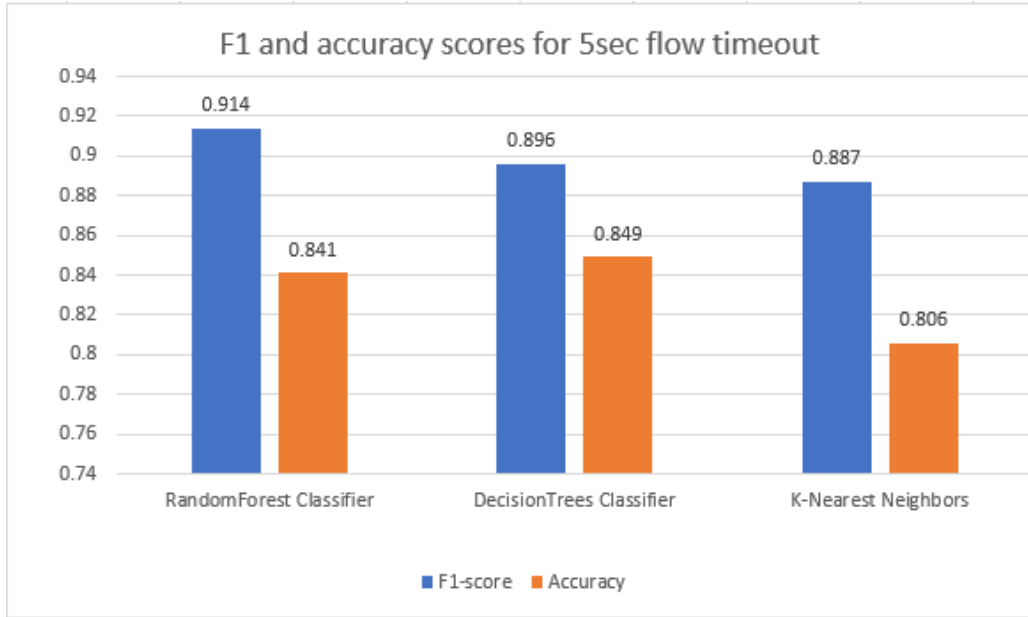 F1 and accuracy scores for 5sec flow timeout
0.94
0.92
0.9
0.88
0.86
0.84
0.82
0.8
0.78
0.76
0.74
0.914
0.841
0.896
0.849
0.887
0.806
RandomForest Classifier
DecisionTrees Classifier
K-Nearest Neighbors
F1-score
Accuracy